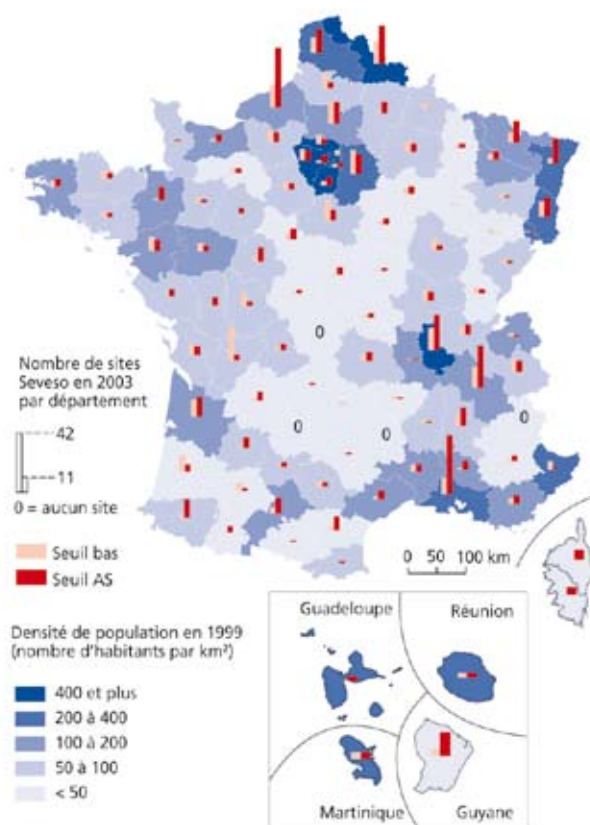 0
0
0
0
Nombre de sites
Seveso en 2003
par département
42
11
0 = aucun site
Seuil bas
Seuil AS
0 50 100 km
Densité de population en 1999
(nombre d'habitants par km²)
400 et plus
200 à 400
100 à 200
50 à 100
< 50
Guadeloupe
Réunion
Martinique
Guyane